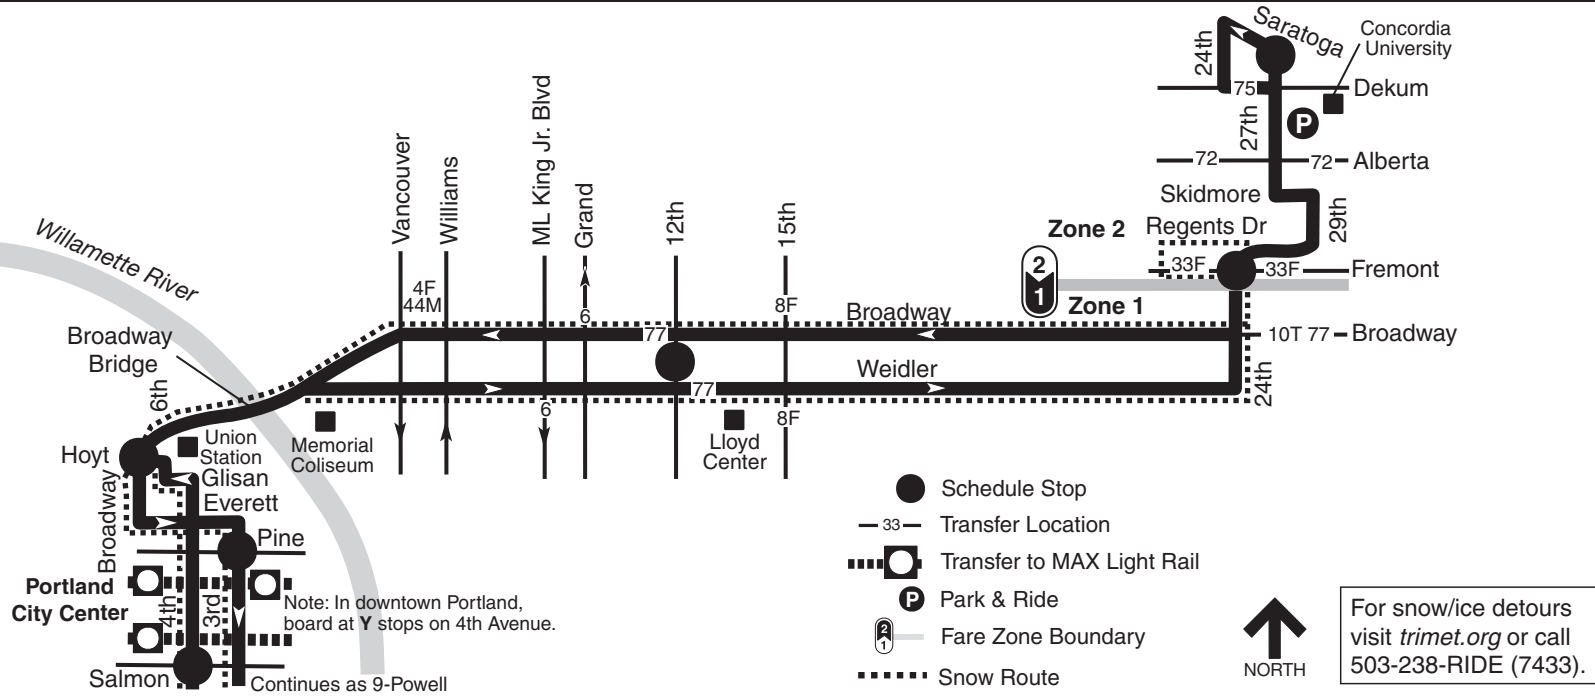 Saratoga
Concordia
University
24th
75
Dekum
27th
P
72
72
Alberta
Skidmore
29th
Regents Dr
Zone 2
2
1
33F
33F
Fremont
Zone 1
Vancouver
Williams
ML King Jr. Blvd
Grand
12th
15th
Willamette River
4F
44M
6
8F
Broadway
77
10T 77
Broadway
Broadway
Bridge
Weidler
77
24th
6th
6
8F
Memorial
Coliseum
Lloyd
Center
Hoyt
Union
Station
Glisan
Everett
Broadway
Pine
Portland
City Center
4th
3rd
Note: In downtown Portland,
board at Y stops on 4th Avenue.
Salmon
Continues as 9-Powell
Schedule Stop
33
Transfer Location
Transfer to MAX Light Rail
P
Park & Ride
2
1
Fare Zone Boundary
Snow Route
NORTH
For snow/ice detours
visit trimet.org or call
503-238-RIDE (7433).